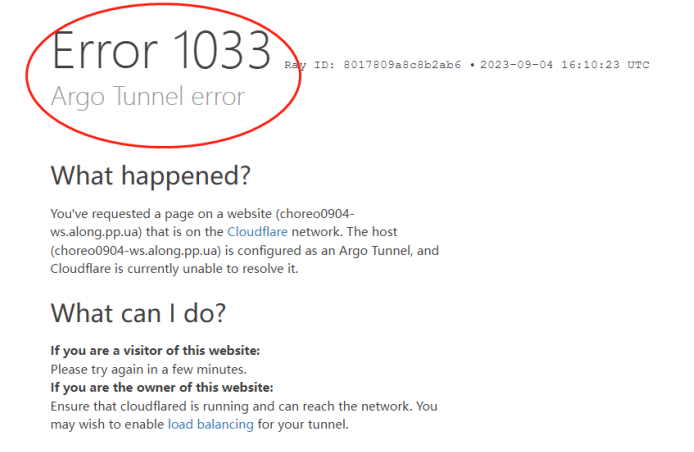 Error 1033 Ray ID: 8017809a8c8b2ab6 • 2023-09-04 16:10:23 UTC
Argo Tunnel error
What happened?
You've requested a page on a website (choreo0904-
ws.along.pp.ua) that is on the Cloudflare network. The host
(choreo0904-ws.along.pp.ua) is configured as an Argo Tunnel, and
Cloudflare is currently unable to resolve it.
What can I do?
If you are a visitor of this website:
Please try again in a few minutes.
If you are the owner of this website:
Ensure that cloudflared is running and can reach the network. You
may wish to enable load balancing for your tunnel.